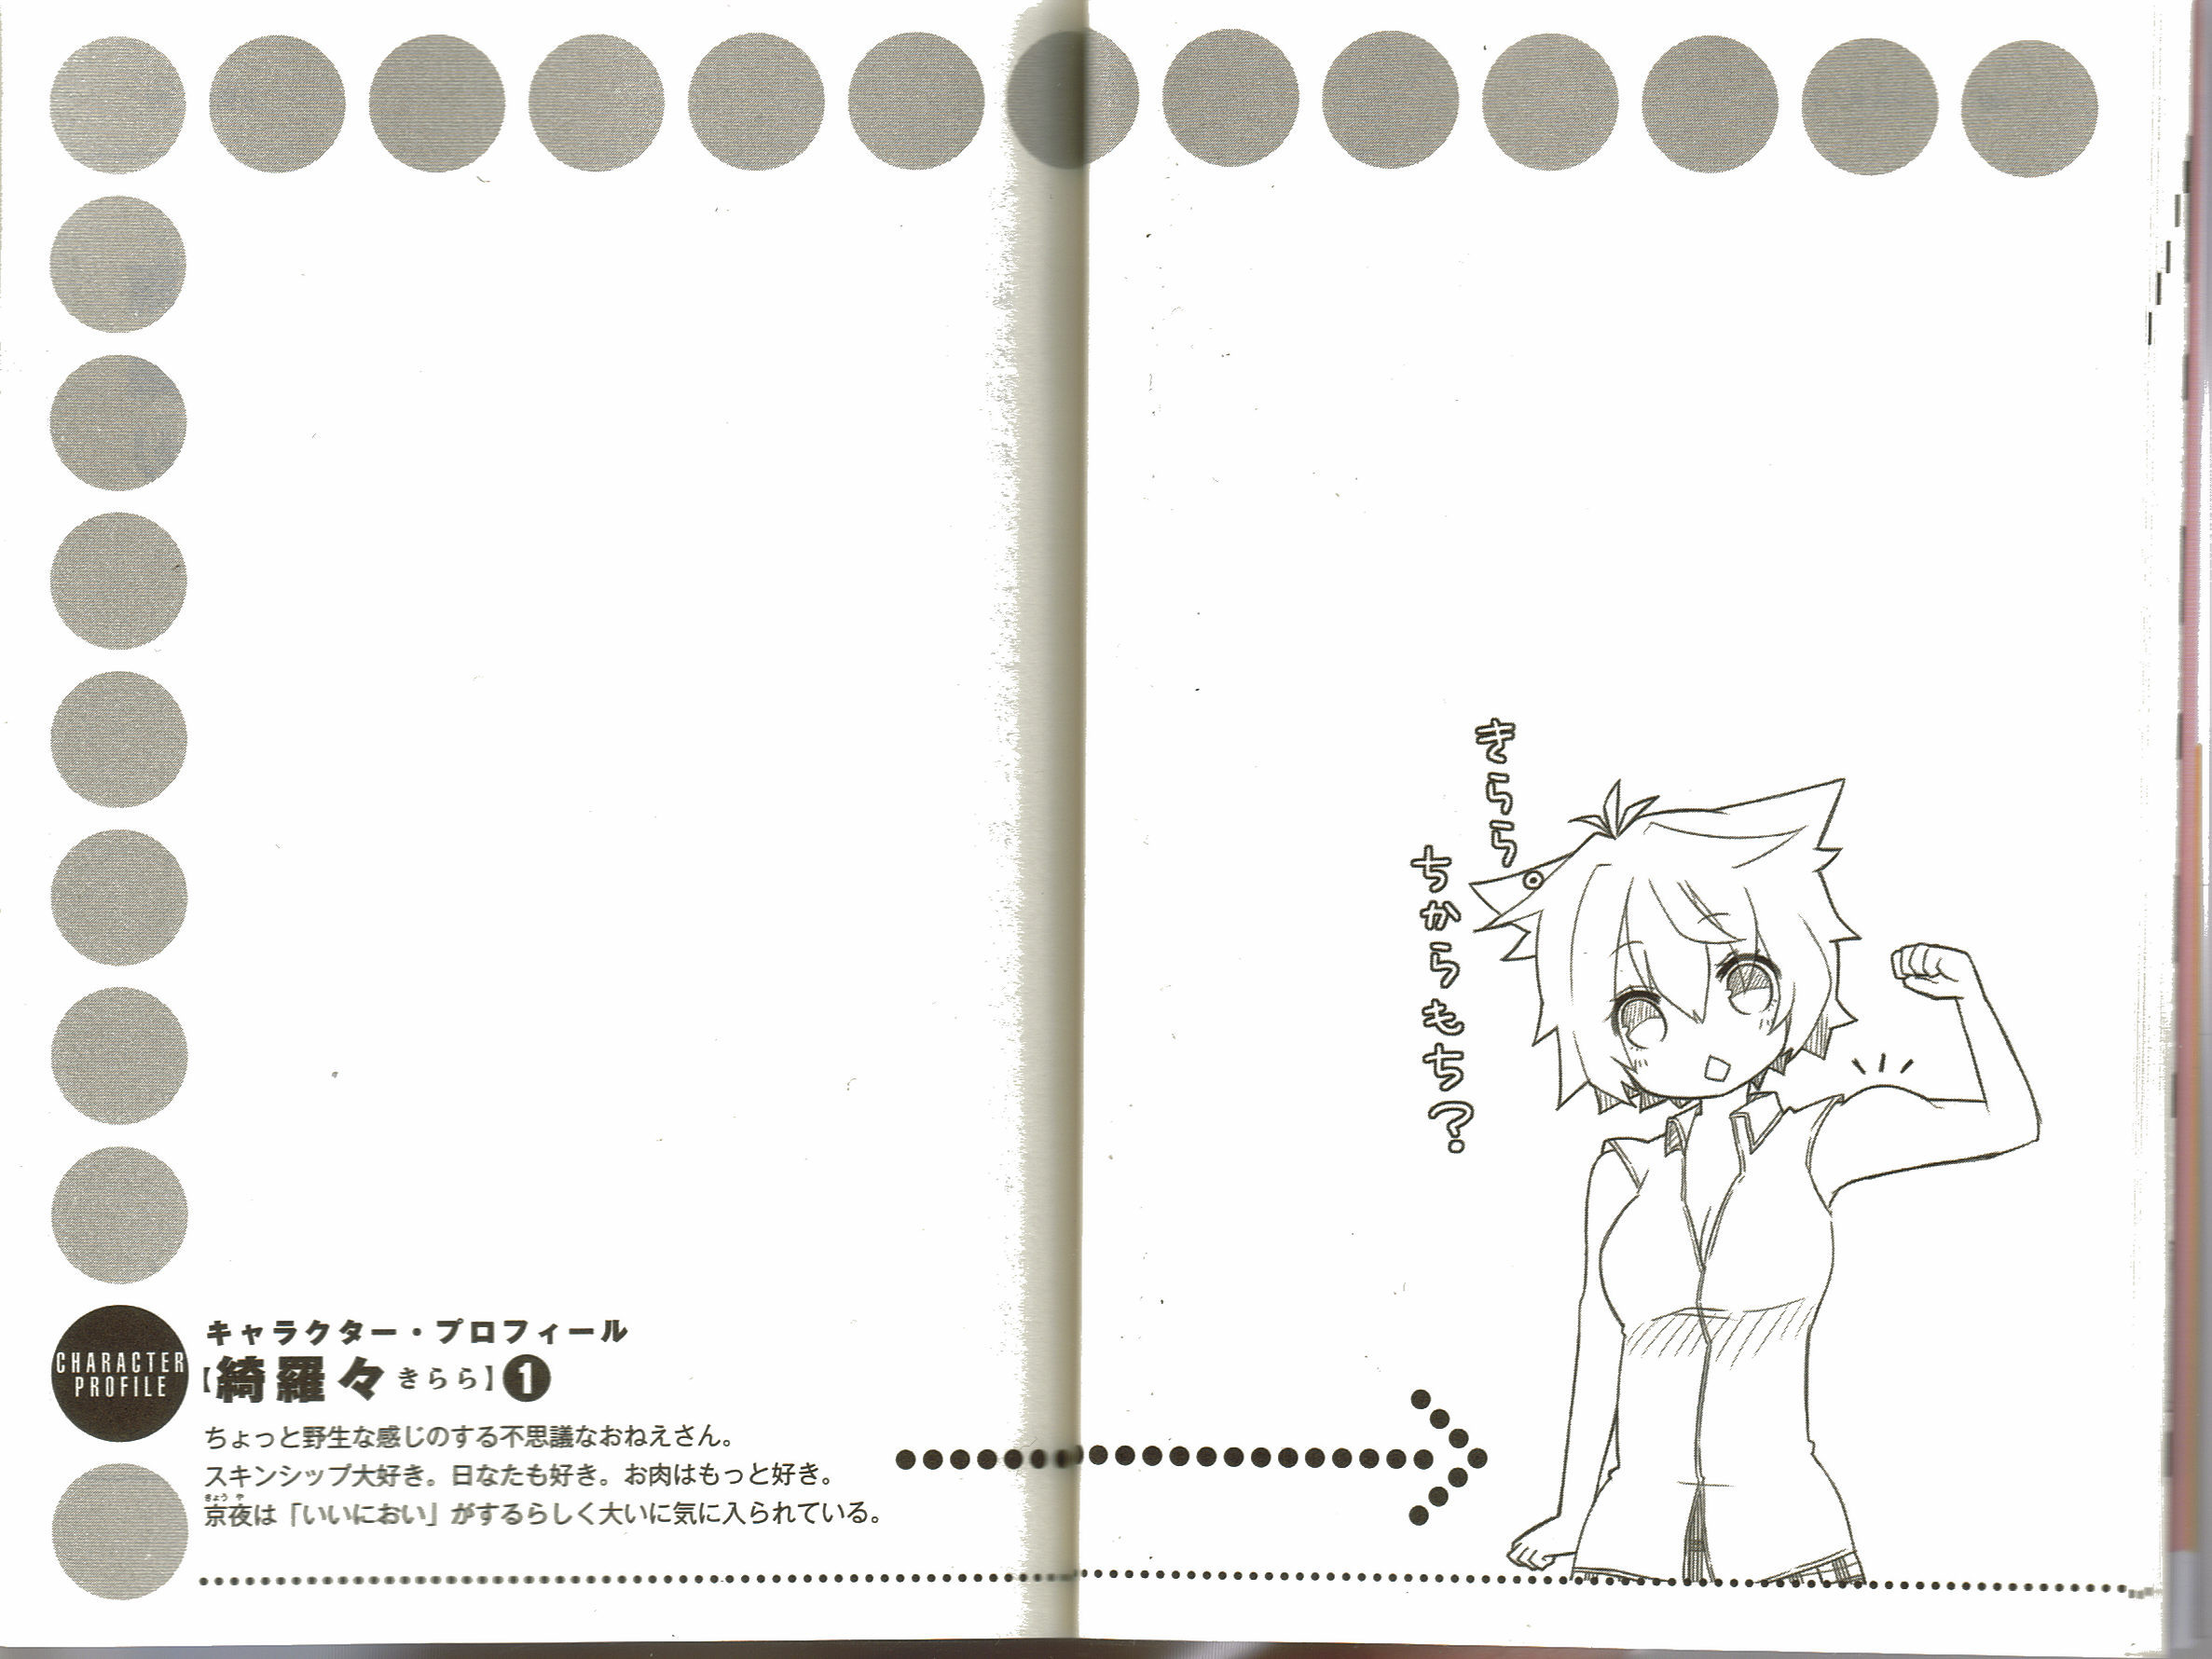 きらら
ちからもち?
CHARACTER
PROFILE
キャラクター・プロフィール
【綺羅々きらら】❶
ちょっと野生な感じのする不思議なおねえさん。
スキンシップ大好き。日なたも好き。お肉はもっと好き。
きょうや
京夜は「いいにおい」がするらしく大いに気に入られている。